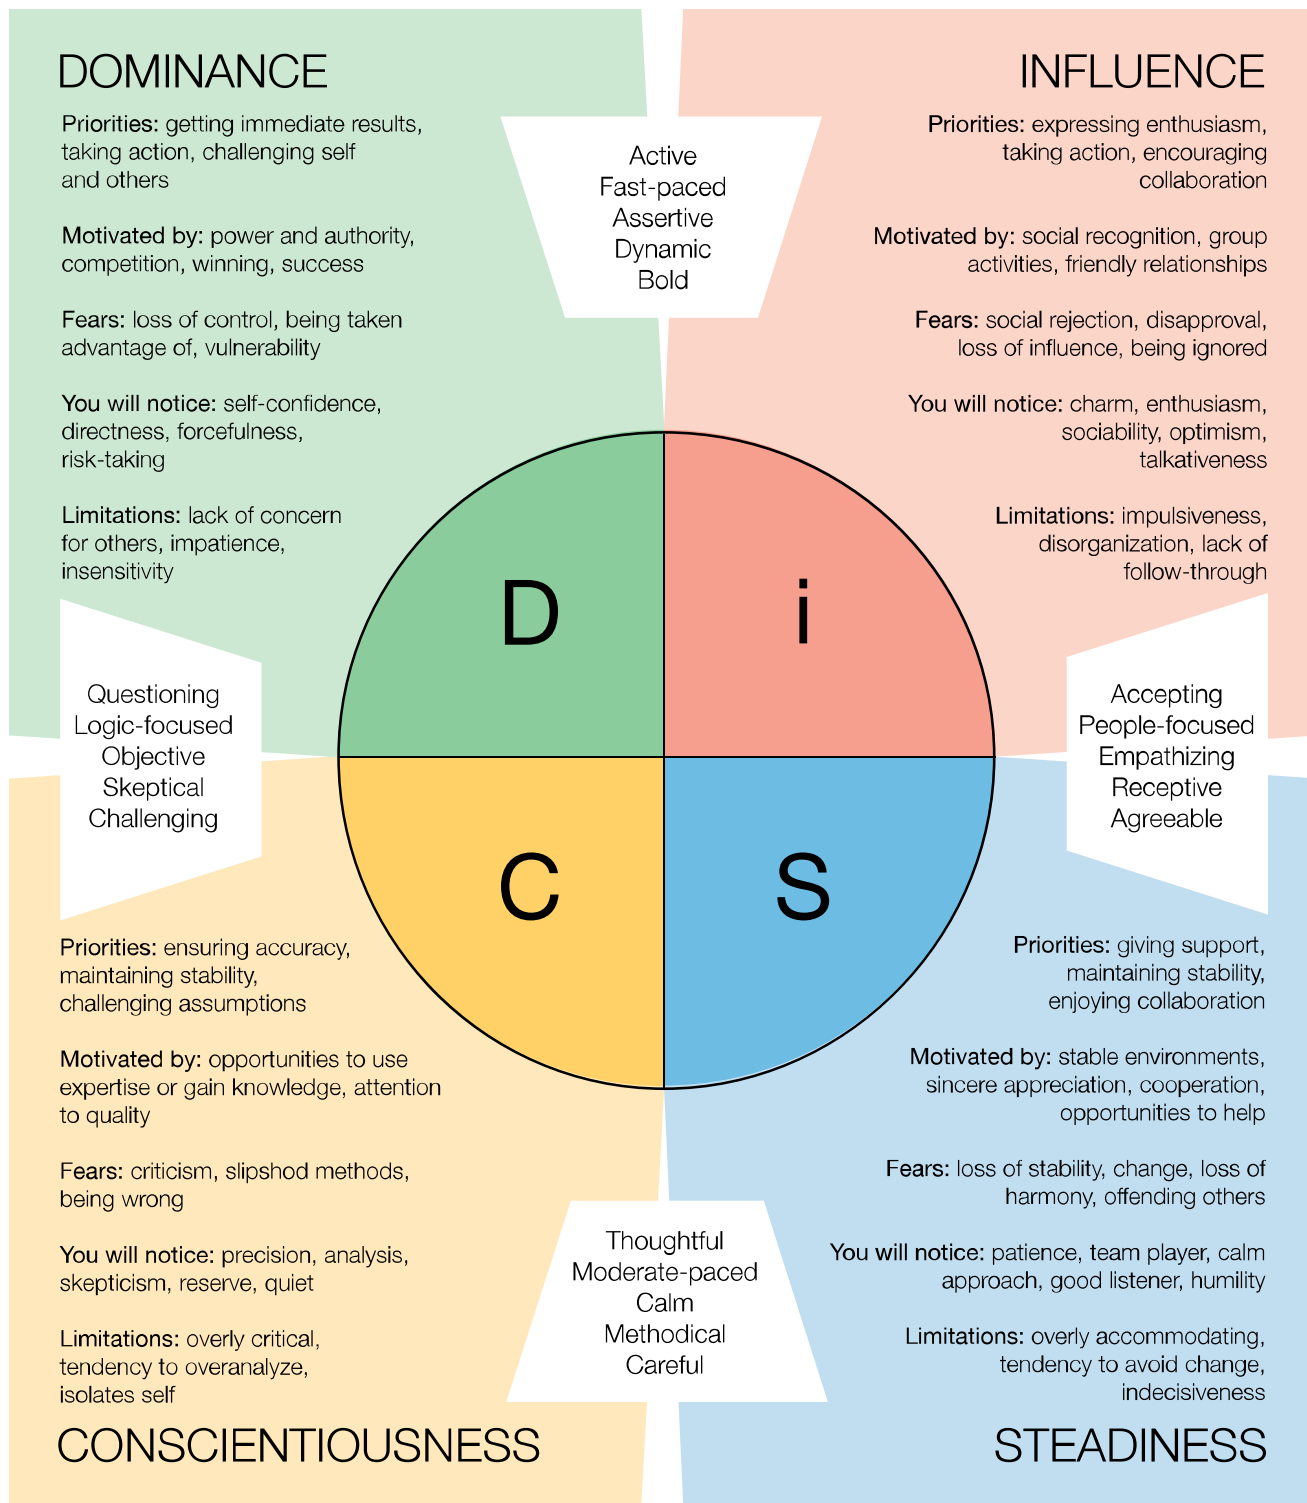 DOMINANCE
Priorities: getting immediate results,
taking action, challenging self
and others
Motivated by: power and authority,
competition, winning, success
Fears: loss of control, being taken
advantage of, vulnerability
You will notice: self-confidence,
directness, forcefulness,
risk-taking
Limitations: lack of concern
for others, impatience,
insensitivity
Active
Fast-paced
Assertive
Dynamic
Bold
INFLUENCE
Priorities: expressing enthusiasm,
taking action, encouraging
collaboration
Motivated by: social recognition, group
activities, friendly relationships
Fears: social rejection, disapproval,
loss of influence, being ignored
You will notice: charm, enthusiasm,
sociability, optimism,
talkativeness
Limitations: impulsiveness,
disorganization, lack of
follow-through
D
i
Questioning
Logic-focused
Objective
Skeptical
Challenging
Accepting
People-focused
Empathizing
Receptive
Agreeable
C
S
Priorities: ensuring accuracy,
maintaining stability,
challenging assumptions
Motivated by: opportunities to use
expertise or gain knowledge, attention
to quality
Fears: criticism, slipshod methods,
being wrong
You will notice: precision, analysis,
skepticism, reserve, quiet
Limitations: overly critical,
tendency to overanalyze,
isolates self
CONSCIENTIOUSNESS
Thoughtful
Moderate-paced
Calm
Methodical
Careful
Priorities: giving support,
maintaining stability,
enjoying collaboration
Motivated by: stable environments,
sincere appreciation, cooperation,
opportunities to help
Fears: loss of stability, change, loss of
harmony, offending others
You will notice: patience, team player, calm
approach, good listener, humility
Limitations: overly accommodating,
tendency to avoid change,
indecisiveness
STEADINESS